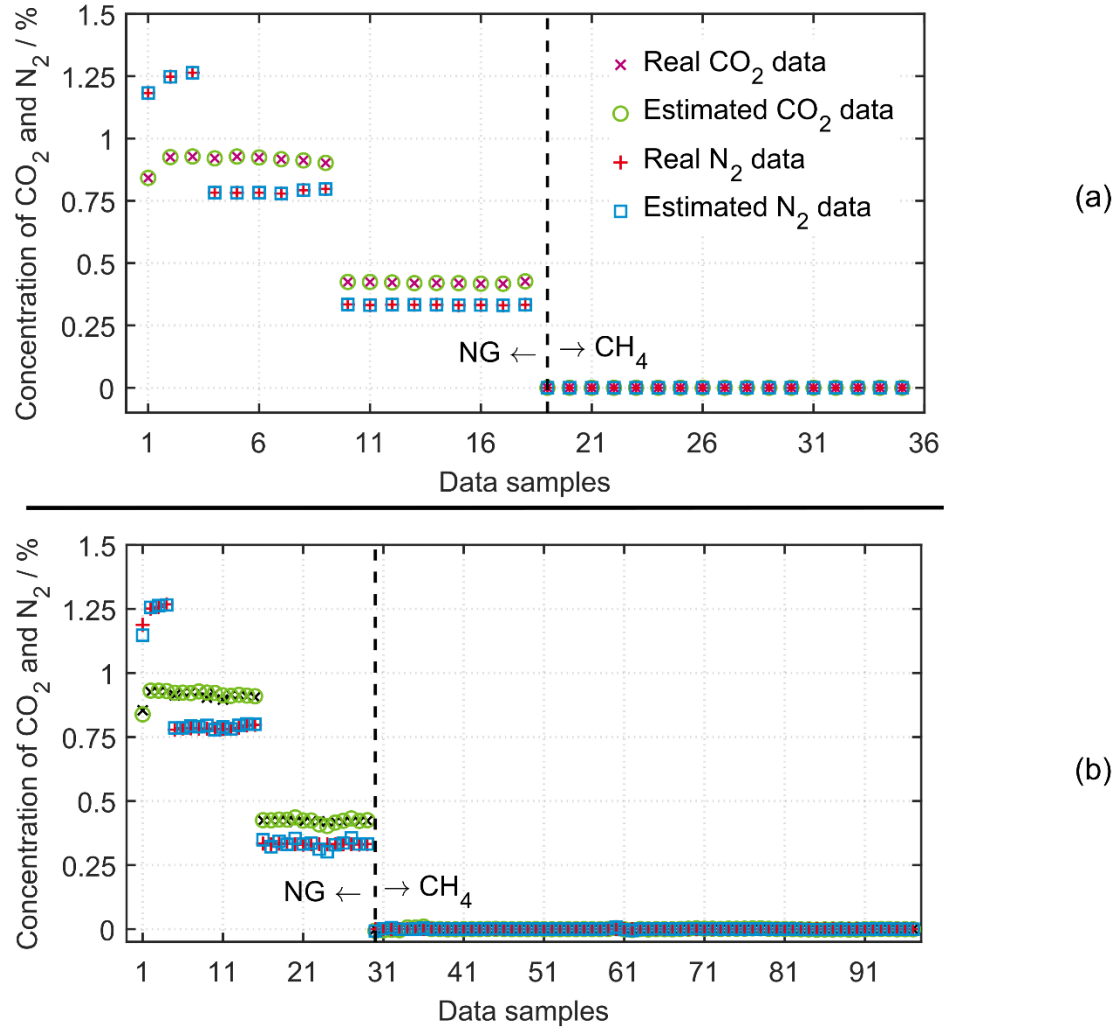 Concentration of CO₂ and N₂ / %
1.5
1.25
1
0.75
0.5
0.25
0
× Real CO₂ data
○ Estimated CO₂ data
+ Real N₂ data
□ Estimated N₂ data
NG ← → CH₄
1 6 11 16 21 26 31 36
Data samples
(a)
Concentration of CO₂ and N₂ / %
1.5
1.25
1
0.75
0.5
0.25
0
NG ← → CH₄
1 11 21 31 41 51 61 71 81 91
Data samples
(b)